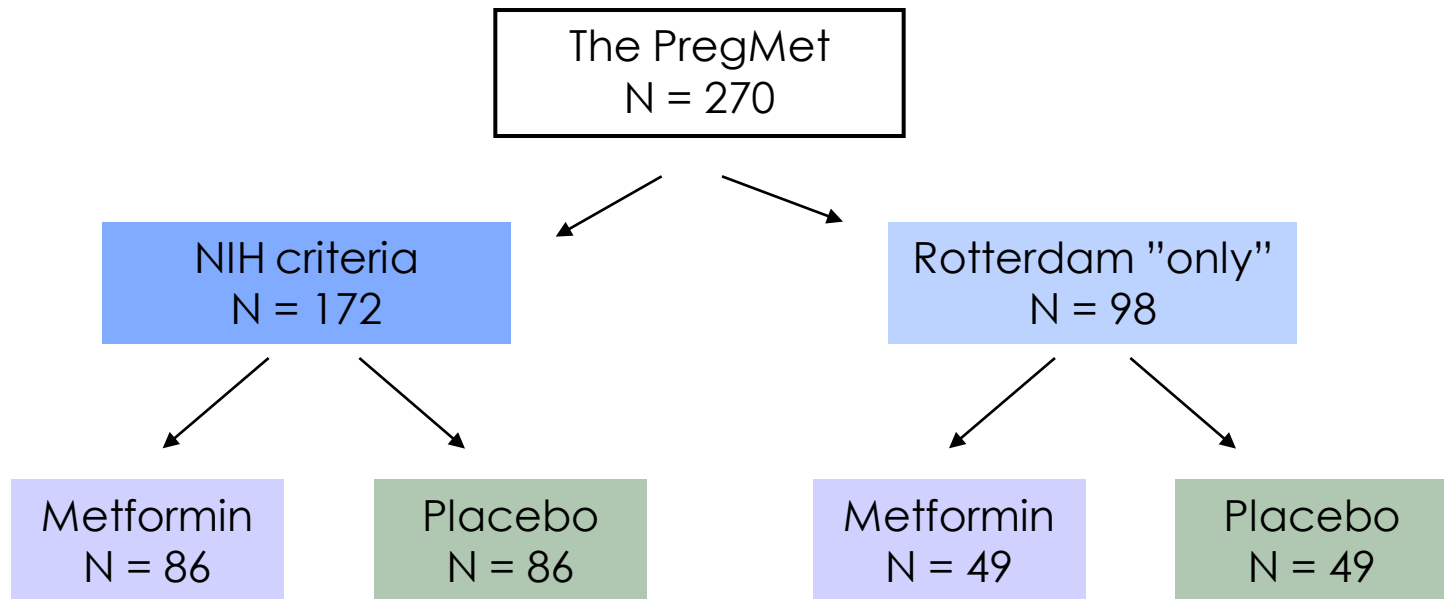 The PregMet
N = 270
NIH criteria
N = 172
Rotterdam ”only”
N = 98
Metformin
N = 86
Placebo
N = 86
Metformin
N = 49
Placebo
N = 49